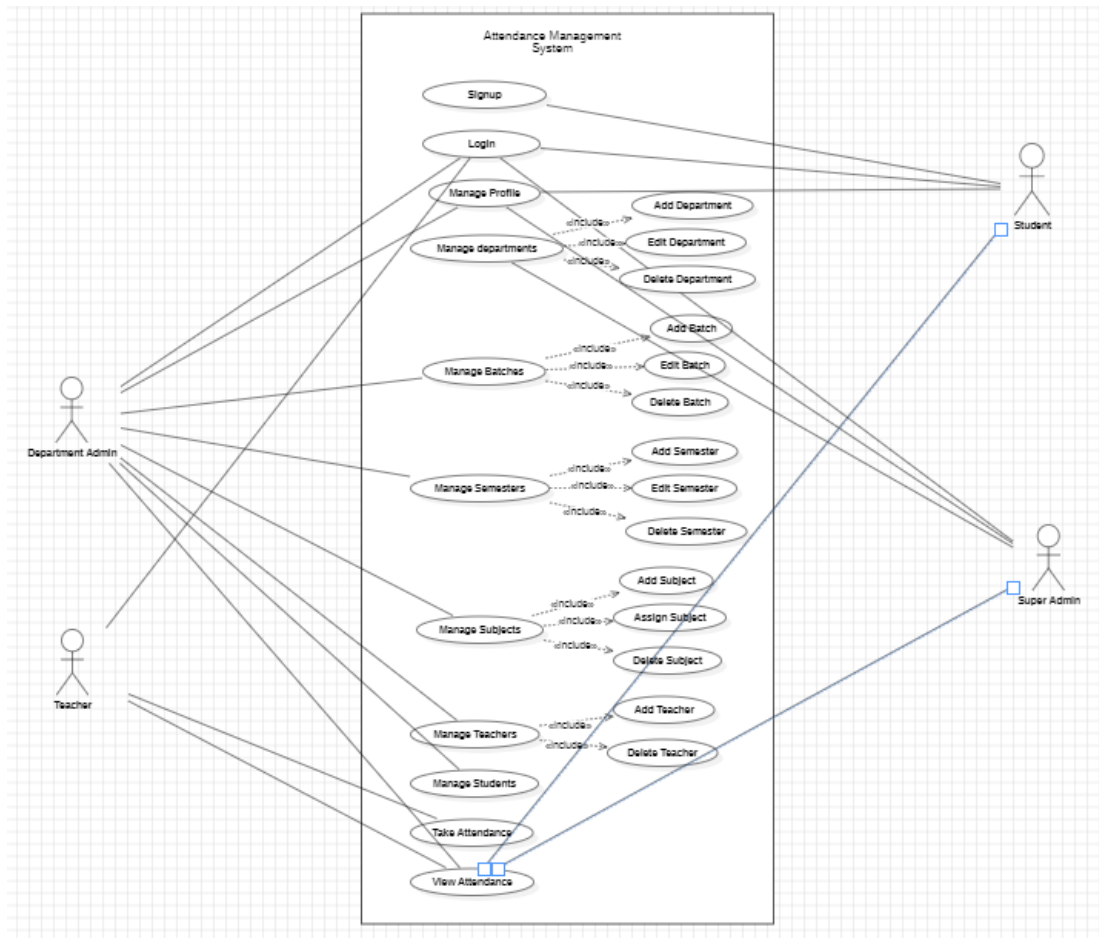 Attendance Management
System
Signup
Login
Manage Profile
Add Department
«include»
Manage departments
«include»
Edit Department
«include»
Delete Department
Add Batch
«include»
Manage Batches
«include»
Edit Batch
«include»
Delete Batch
Add Semester
«include»
Manage Semesters
«include»
Edit Semester
«include»
Delete Semester
Add Subject
«include»
Manage Subjects
«include»
Assign Subject
«include»
Delete Subject
Add Teacher
«include»
Manage Teachers
«include»
Delete Teacher
Manage Students
Take Attendance
View Attendance
Department Admin
Teacher
Student
Super Admin